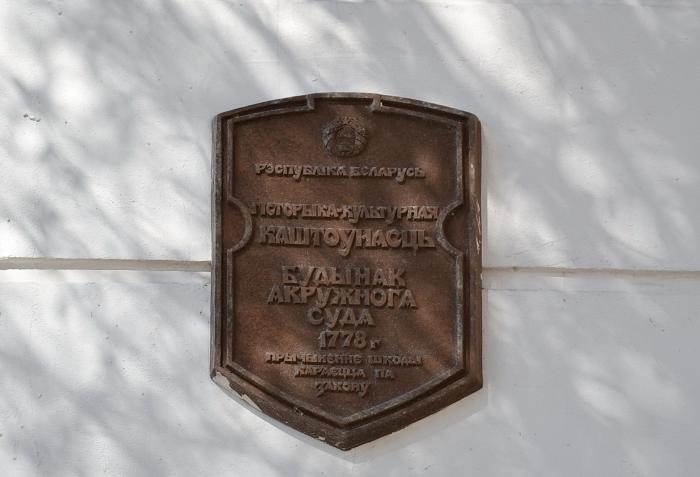 РЭСПУБЛІКА БЕЛАРУСЬ
ГІСТОРЫКА-КУЛЬТУРНАЯ
КАШТОЎНАСЦЬ
БУДЫНАК
АКРУЖНОГА
СУДА
1778 г
ПРЫЧЫНЕННЕ ШКОДЫ
КАРАЕЦЦА ПА
ЗАКОНУ